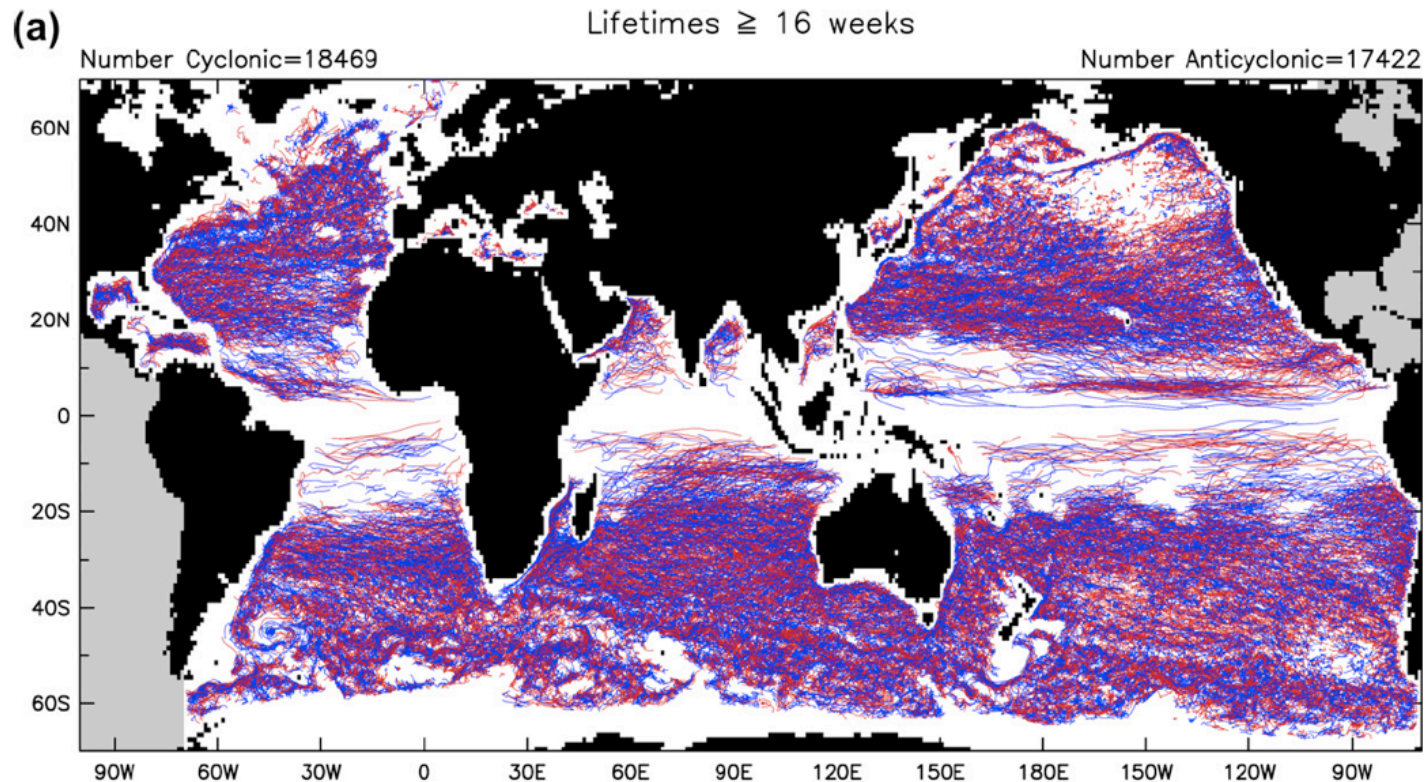 (a)
Lifetimes ≧ 16 weeks
Number Cyclonic=18469
Number Anticyclonic=17422
60N
40N
20N
0
20S
40S
60S
90W 60W 30W 0 30E 60E 90E 120E 150E 180 150W 120W 90W